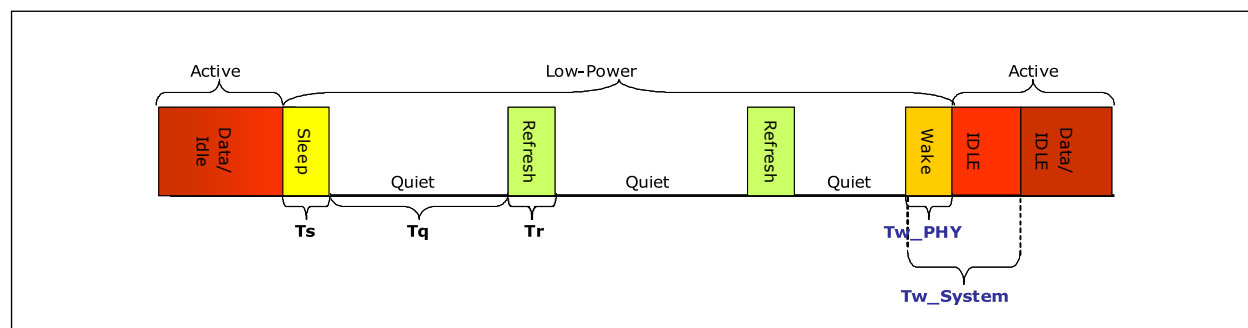 Active
Low-Power
Active
Data/
Idle
Sleep
Quiet
Refresh
Quiet
Refresh
Quiet
Wake
IDLE
Data/
IDLE
Ts
Tq
Tr
Tw_PHY
Tw_System